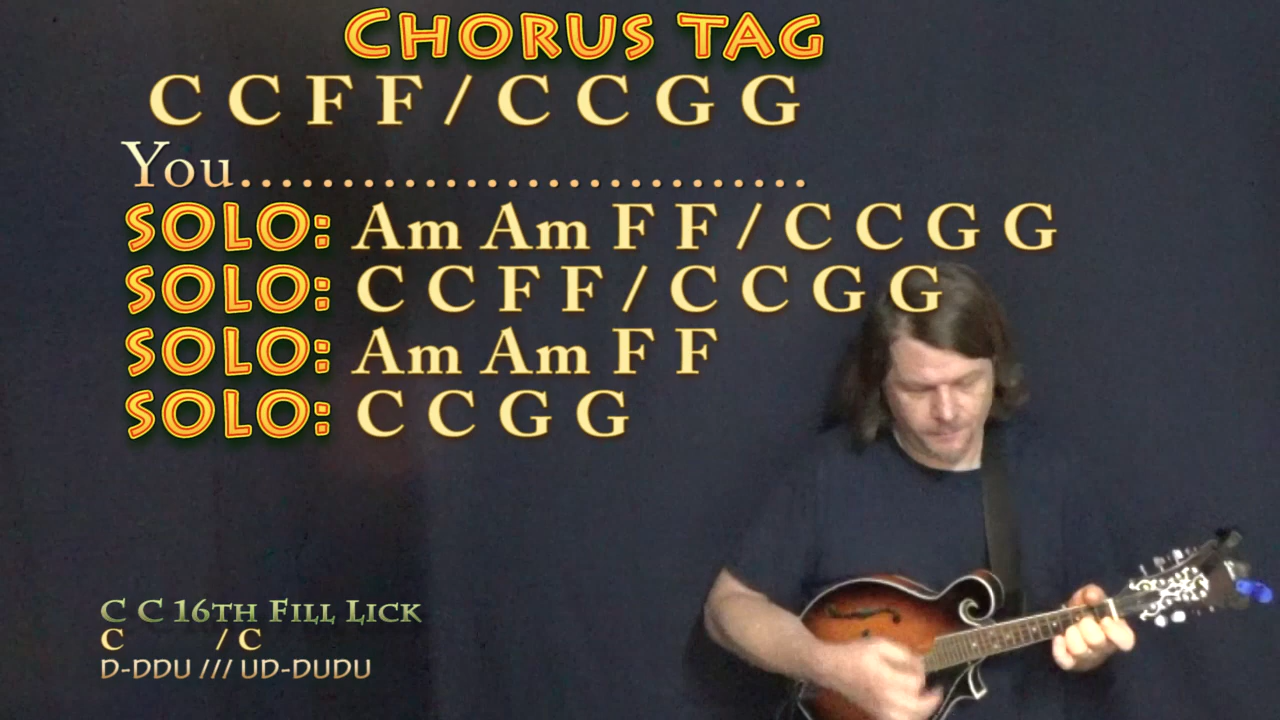 CHORUS TAG
C C F F / C C G G
You............................
SOLO: Am Am F F / C C G G
SOLO: C C F F / C C G G
SOLO: Am Am F F
SOLO: C C G G
C C 16TH FILL LICK
C / C
D-DDU /// UD-DUDU